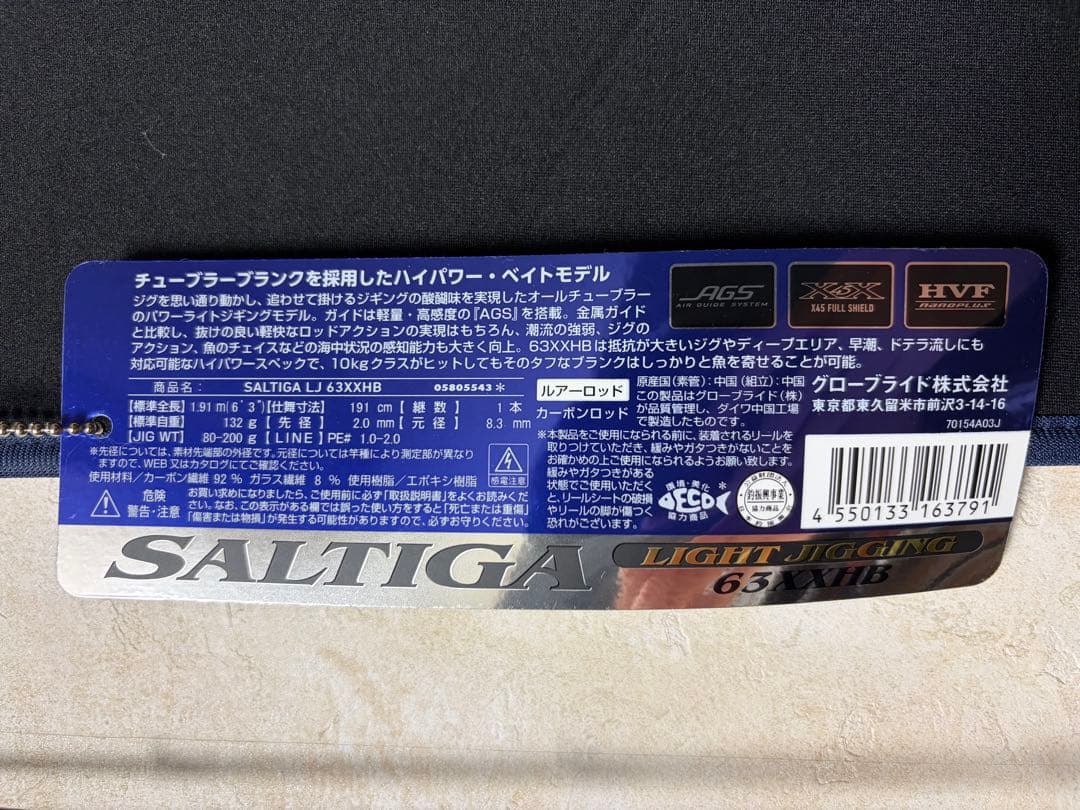 チューブラーブランクを採用したハイパワー・ベイトモデル
ジグを思い通り動かし、追わせて掛けるジギングの醍醐味を実現したオールチューブラー
のパワーライトジギングモデル。ガイドは軽量・高感度の『AGS』を搭載。金属ガイド
と比較し、抜けの良い軽快なロッドアクションの実現はもちろん、潮流の強弱、ジグの
アクション、魚のチェイスなどの海中状況の感知能力も大きく向上。63XXHBは抵抗が大きいジグやディープエリア、早潮、ドテラ流しにも
対応可能なハイパワースペックで、10kgクラスがヒットしてもそのタフなブランクはしっかりと魚を寄せることが可能。
AGS
AIR GUIDE SYSTEM
X45X
X45 FULL SHIELD
HVF
nanoplus
商品名: SALTIGA LJ 63XXHB 05805543*
【標準全長】1.91m(6'3")【仕舞寸法】 191 cm【継数】 1本
【標準自重】 132g【先径】 2.0mm【元径】 8.3mm
【JIG WT】 80-200g【LINE】PE# 1.0-2.0
※先径については、素材先端部の外径です。元径については竿種により測定部が異なり
ますので、WEB又はカタログにてご確認ください。
使用材料/カーボン繊維 92% ガラス繊維 8% 使用樹脂/エポキシ樹脂
感電注意
危険
警告・注意
お買い求めになりましたら、ご使用前に必ず「取扱説明書」をよくお読みくだ
さい。なお、この表示がある欄では誤った使い方をすると「死亡または重傷」
「傷害または物損」が発生する可能性がありますので、必ずお守りください。
ルアーロッド
カーボンロッド
原産国(素管):中国(組立):中国
この製品はグローブライド(株)
が品質管理し、ダイワ中国工場
で製造したものです。
※本製品をご使用になられる前に、装着されるリールを
取りつけていただき、緩みやガタつきがないことを
お確かめの上ご使用になられるようお願い致します。
緩みやガタつきがある
状態でご使用いただく
と、リールシートの破損
やリールの脚が傷つく
恐れがございます。
環境・美化
ECO
協力商品
公益財団法人
釣振興事業
協力商品
日本釣振興会
グローブライド株式会社
東京都東久留米市前沢3-14-16
70154A03J
4 550133 163791
SALTIGA LIGHT JIGGING
63XXHB